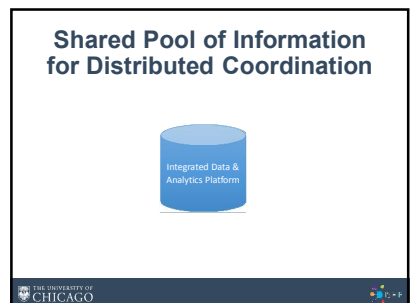 Shared Pool of Information
for Distributed Coordination
Integrated Data &
Analytics Platform
THE UNIVERSITY OF
CHICAGO